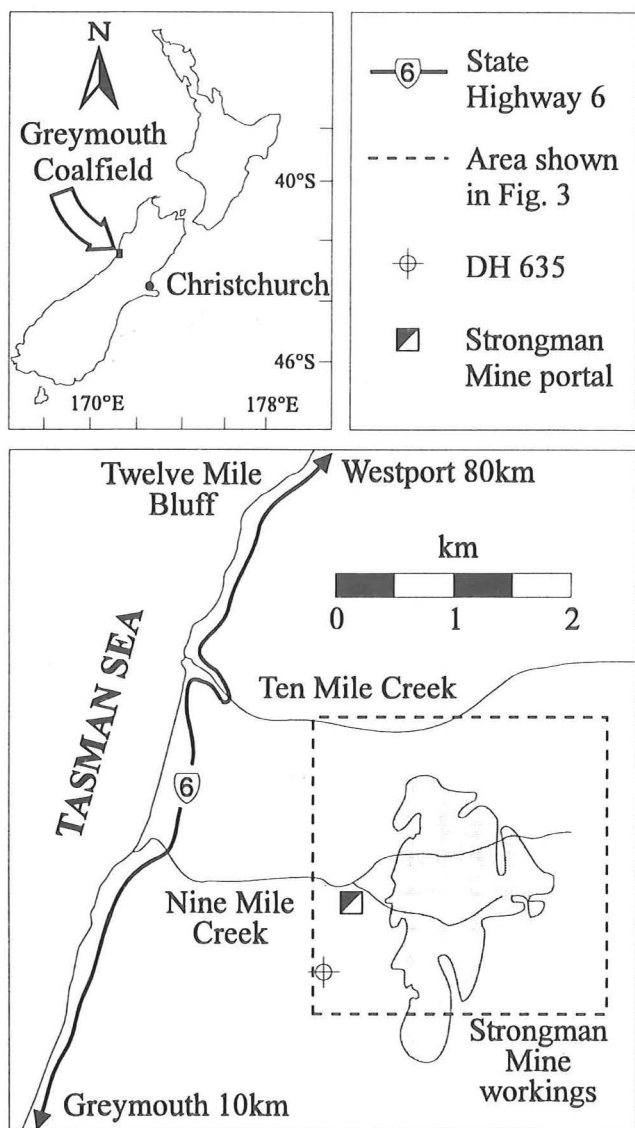 N
Greymouth
Coalfield
Christchurch
40°S
46°S
170°E
178°E
6
State
Highway 6
Area shown
in Fig. 3
DH 635
Strongman
Mine portal
Twelve Mile
Bluff
Westport 80km
km
0
1
2
TASMAN SEA
Ten Mile Creek
6
Nine Mile
Creek
Strongman
Mine
workings
Greymouth 10km